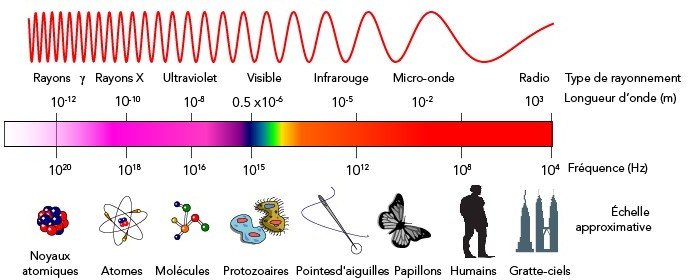 Rayons γ Rayons X Ultraviolet Visible Infrarouge Micro-onde Radio Type de rayonnement
10-12 10-10 10-8 0.5 x10-6 10-5 10-2 103 Longueur d'onde (m)
1020 1018 1016 1015 1012 108 104 Fréquence (Hz)
Échelle
approximative
Noyaux
atomiques Atomes Molécules Protozoaires Pointesd'aiguilles Papillons Humains Gratte-ciels